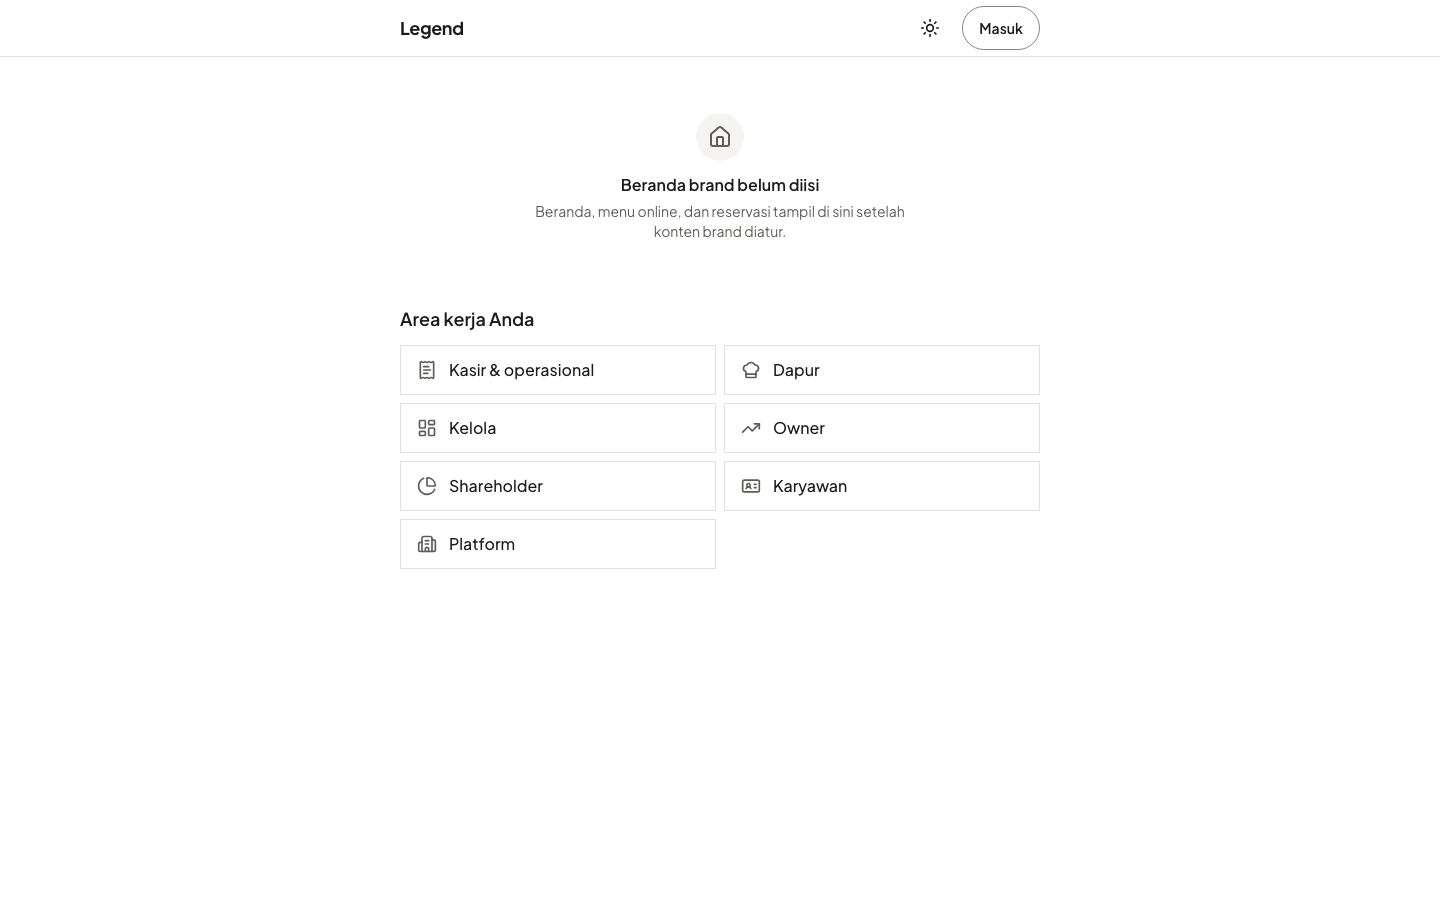 Legend
Masuk
Beranda brand belum diisi
Beranda, menu online, dan reservasi tampil di sini setelah
konten brand diatur.
Area kerja Anda
Kasir & operasional
Dapur
Kelola
Owner
Shareholder
Karyawan
Platform